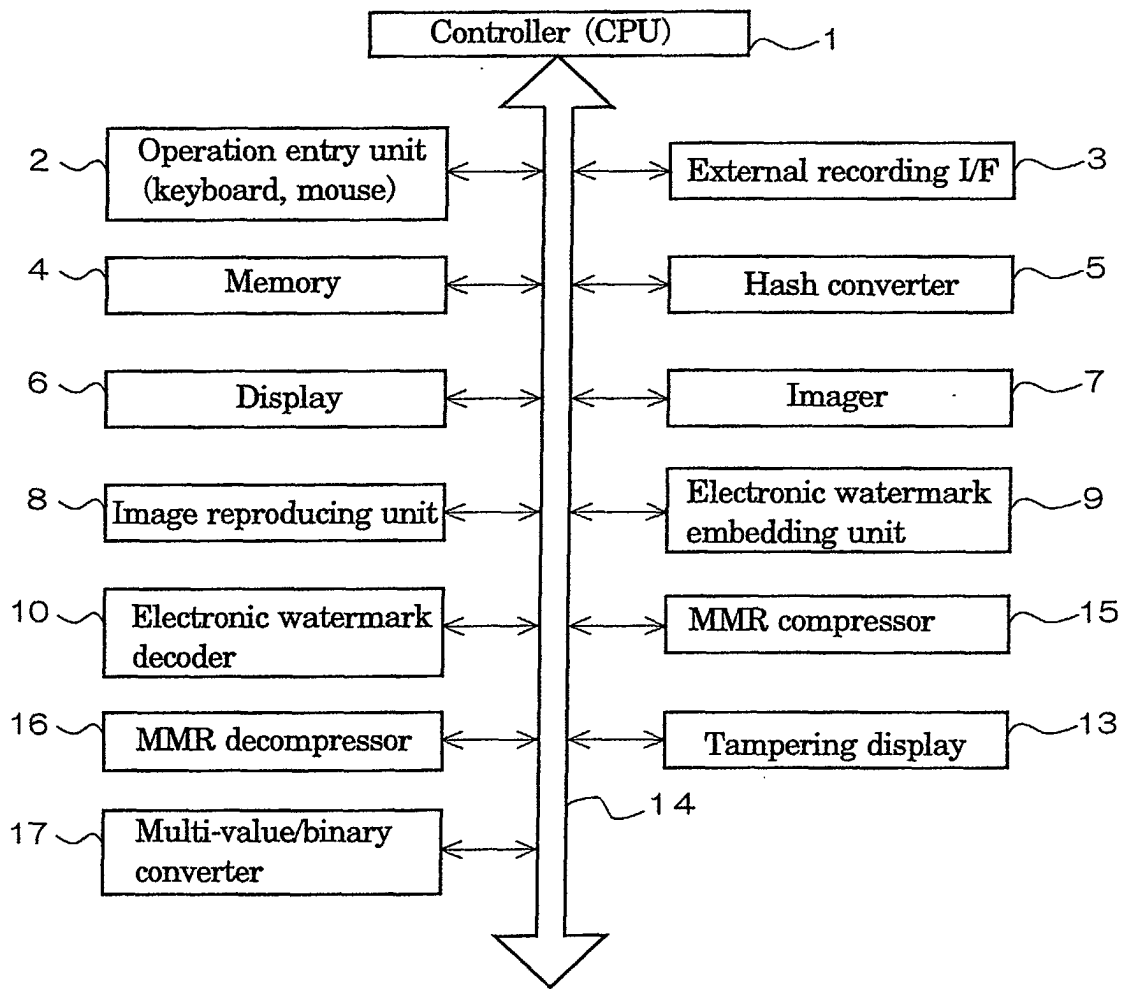 Controller (CPU)
1
2
Operation entry unit
(keyboard, mouse)
External recording I/F
3
4
Memory
Hash converter
5
6
Display
Imager
7
8
Image reproducing unit
Electronic watermark
embedding unit
9
10
Electronic watermark
decoder
MMR compressor
15
16
MMR decompressor
Tampering display
13
14
17
Multi-value/binary
converter